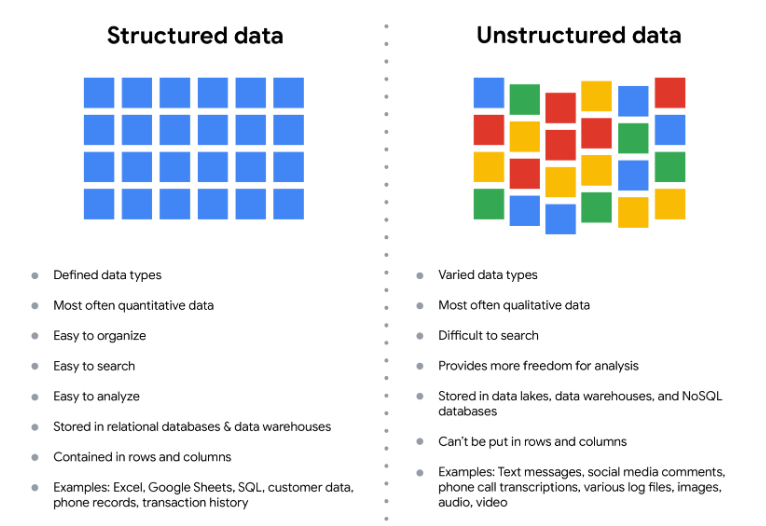 Structured data
Defined data types
Most often quantitative data
Easy to organize
Easy to search
Easy to analyze
Stored in relational databases & data warehouses
Contained in rows and columns
Examples: Excel, Google Sheets, SQL, customer data,
phone records, transaction history
Unstructured data
Varied data types
Most often qualitative data
Difficult to search
Provides more freedom for analysis
Stored in data lakes, data warehouses, and NoSQL
databases
Can't be put in rows and columns
Examples: Text messages, social media comments,
phone call transcriptions, various log files, images,
audio, video